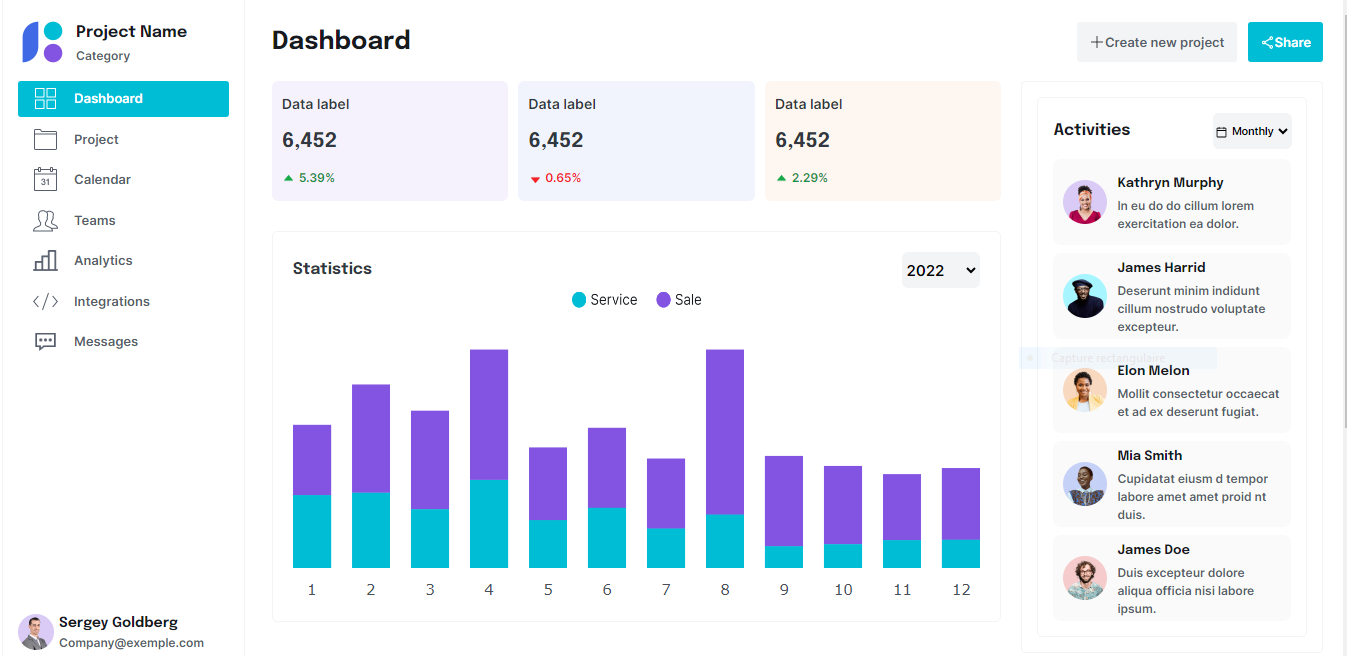 Project Name
Category
Dashboard
Project
31
Calendar
Teams
Analytics
Integrations
Messages
Sergey Goldberg
Company@exemple.com
Dashboard
Create new project
Share
Data label
6,452
5.39%
Data label
6,452
0.65%
Data label
6,452
2.29%
Statistics
2022
Service
Sale
1 2 3 4 5 6 7 8 9 10 11 12
Activities
Monthly
Kathryn Murphy
In eu do do cillum lorem
exercitation ea dolor.
James Harrid
Deserunt minim indidunt
cillum nostrudo voluptate
excepteur.
Capture rectangulaire
Elon Melon
Mollit consectetur occaecat
et ad ex deserunt fugiat.
Mia Smith
Cupidatat eiusm d tempor
labore amet amet proid nt
duis.
James Doe
Duis excepteur dolore
aliqua officia nisi labore
ipsum.